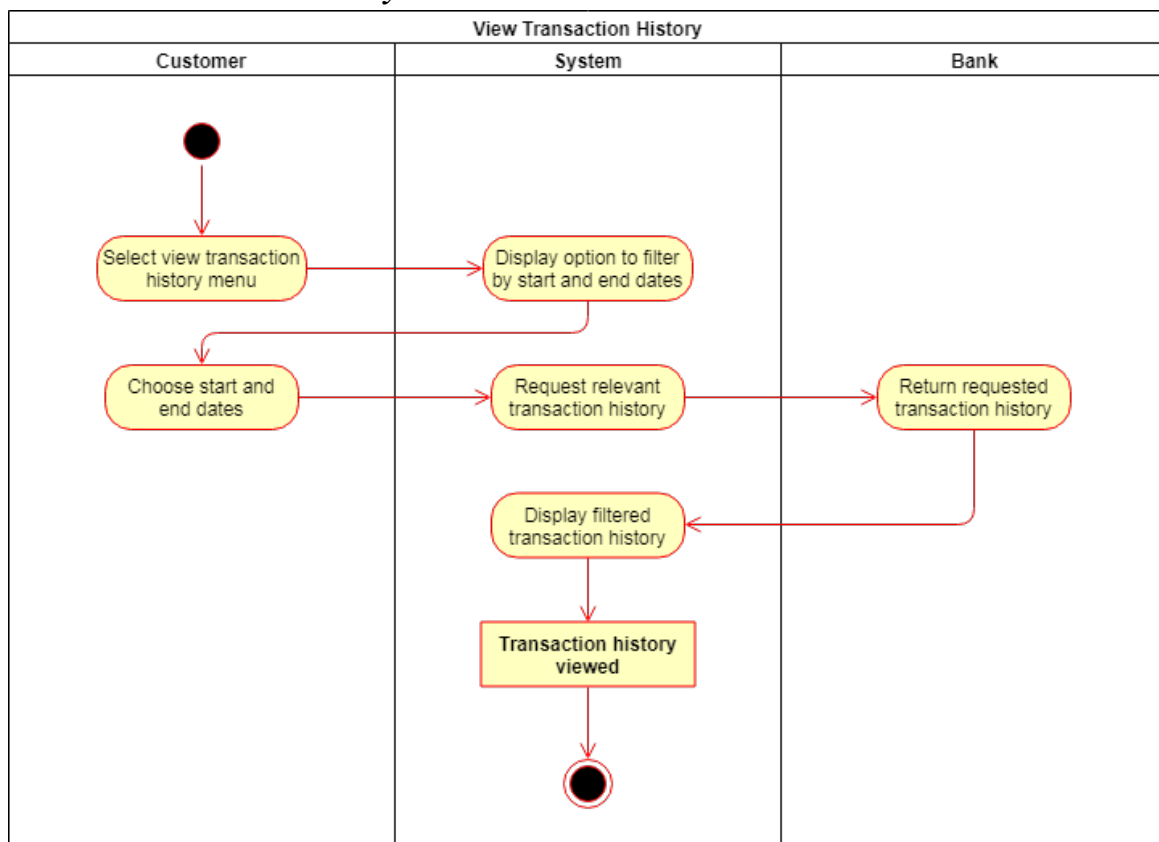 y
View Transaction History
Customer
System
Bank
Select view transaction
history menu
Display option to filter
by start and end dates
Choose start and
end dates
Request relevant
transaction history
Return requested
transaction history
Display filtered
transaction history
Transaction history
viewed